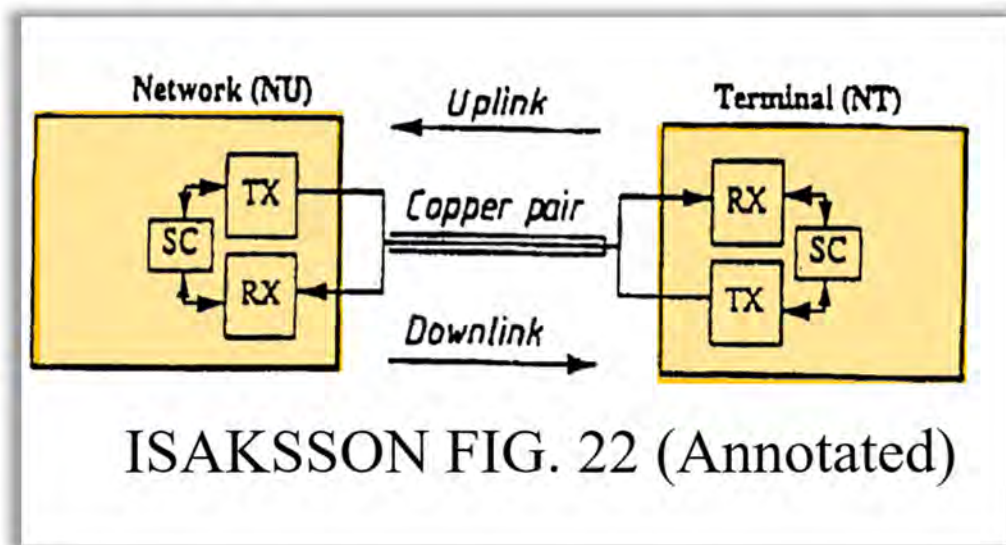 Network (NU)
Uplink
Terminal (NT)
TX
SC
RX
Copper pair
RX
SC
TX
Downlink
ISAKSSON FIG. 22 (Annotated)